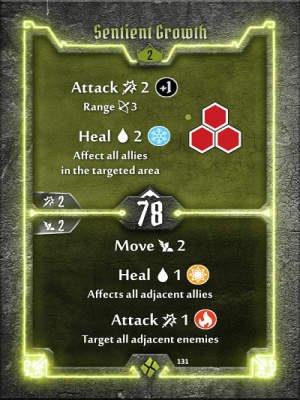 Sentient Growth
2
Attack 2 +1
Range 3
Heal 2
Affect all allies
in the targeted area
2
78
2
Move 2
Heal 1
Affects all adjacent allies
Attack 1
Target all adjacent enemies
131